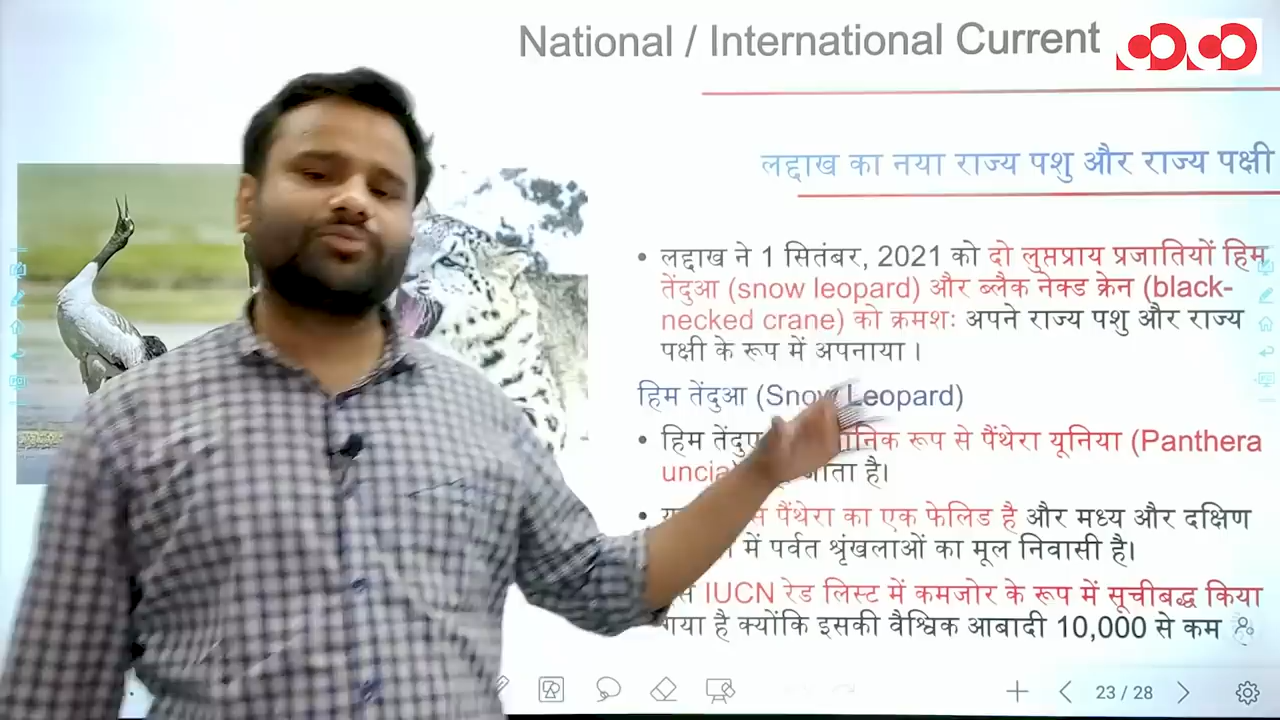 National / International Current
लद्दाख का नया राज्य पशु और राज्य पक्षी
• लद्दाख ने 1 सितंबर, 2021 को दो लुप्तप्राय प्रजातियों हिम
तेंदुआ (snow leopard) और ब्लैक नेक्ड क्रेन (black-
necked crane) को क्रमशः अपने राज्य पशु और राज्य
पक्षी के रूप में अपनाया ।
हिम तेंदुआ (Snow Leopard)
• हिम रूप से पैंथेरा यूनिया (Panthera
uncia जाता है।
• पैंथेरा का एक फेलिड है और मध्य और दक्षिण
में पर्वत श्रृंखलाओं का मूल निवासी है।
IUCN रेड लिस्ट में कमजोर के रूप में सूचीबद्ध किया
गया है क्योंकि इसकी वैश्विक आबादी 10,000 से कम
23 / 28